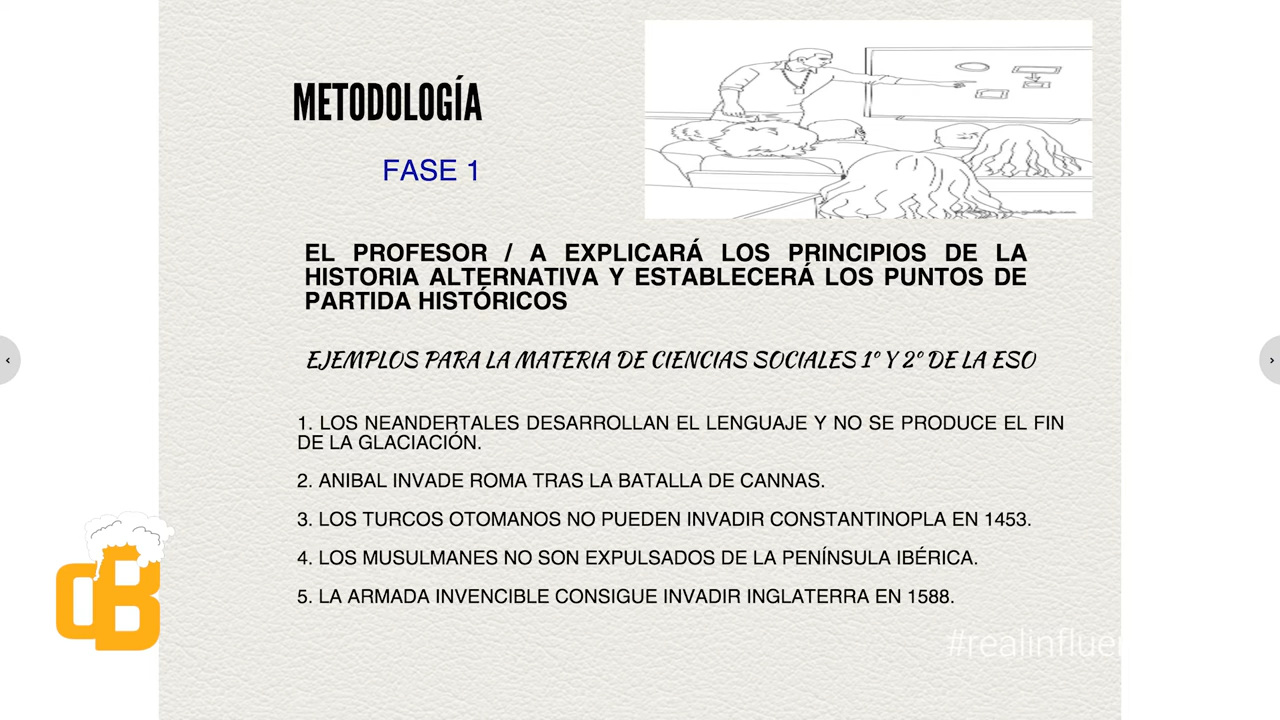 METODOLOGÍA
FASE 1
EL PROFESOR / A EXPLICARÁ LOS PRINCIPIOS DE LA
HISTORIA ALTERNATIVA Y ESTABLECERÁ LOS PUNTOS DE
PARTIDA HISTÓRICOS
EJEMPLOS PARA LA MATERIA DE CIENCIAS SOCIALES 1º Y 2º DE LA ESO
1. LOS NEANDERTALES DESARROLLAN EL LENGUAJE Y NO SE PRODUCE EL FIN
DE LA GLACIACIÓN.
2. ANIBAL INVADE ROMA TRAS LA BATALLA DE CANNAS.
3. LOS TURCOS OTOMANOS NO PUEDEN INVADIR CONSTANTINOPLA EN 1453.
4. LOS MUSULMANES NO SON EXPULSADOS DE LA PENÍNSULA IBÉRICA.
5. LA ARMADA INVENCIBLE CONSIGUE INVADIR INGLATERRA EN 1588.
DB